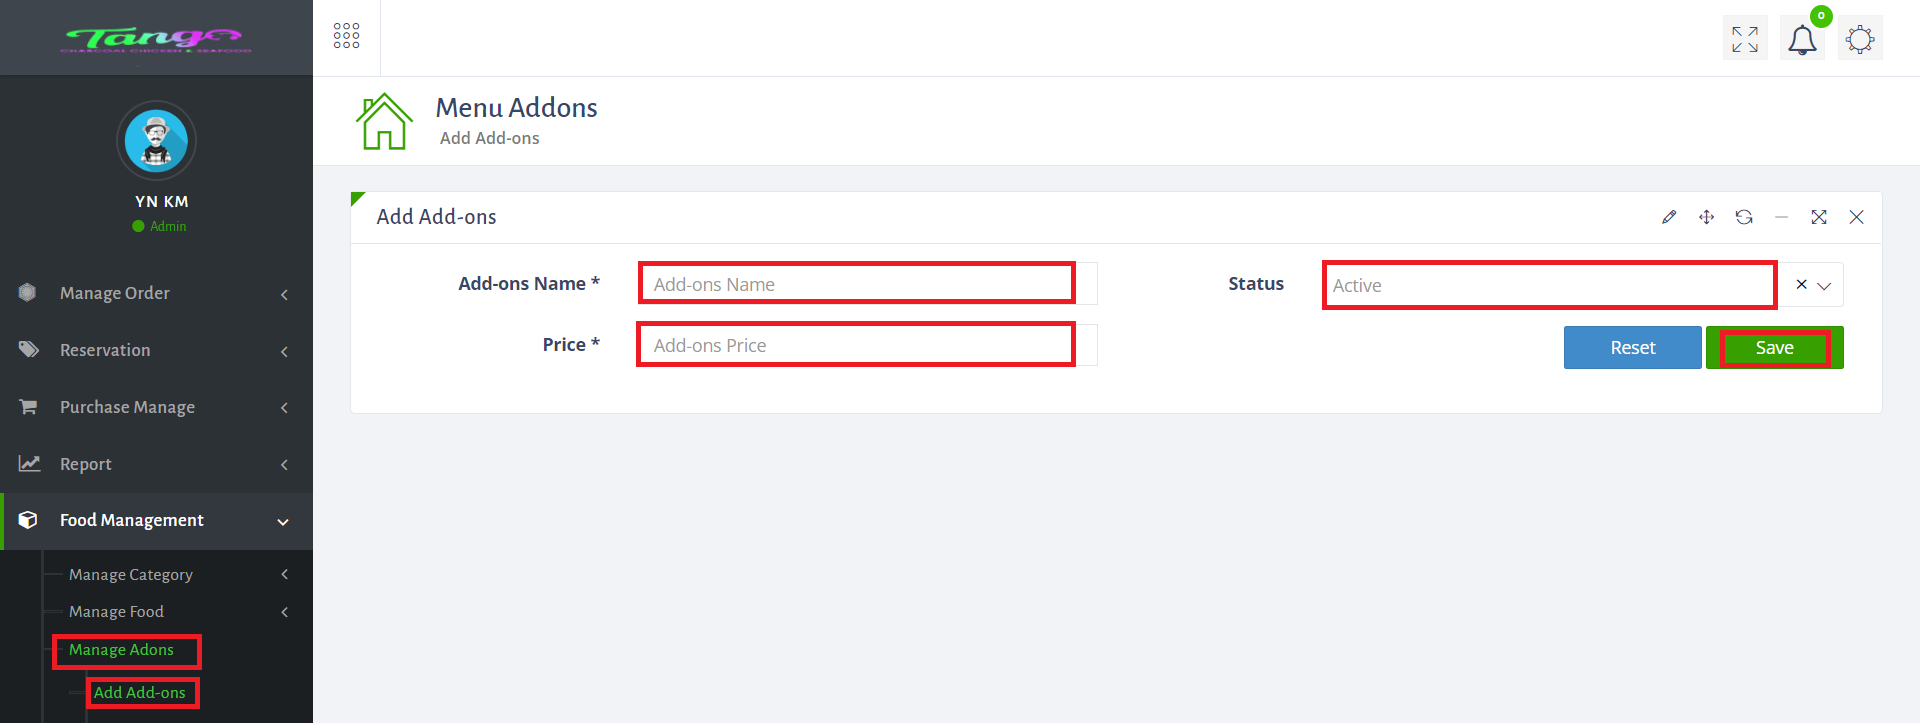 Tango
CHARCOAL CHICKEN & SEAFOOD
0
Menu Addons
Add Add-ons
YN KM
Admin
Add Add-ons
Add-ons Name *
Add-ons Name
Status
Active
Price *
Add-ons Price
Reset
Save
Manage Order
Reservation
Purchase Manage
Report
Food Management
Manage Category
Manage Food
Manage Adons
Add Add-ons